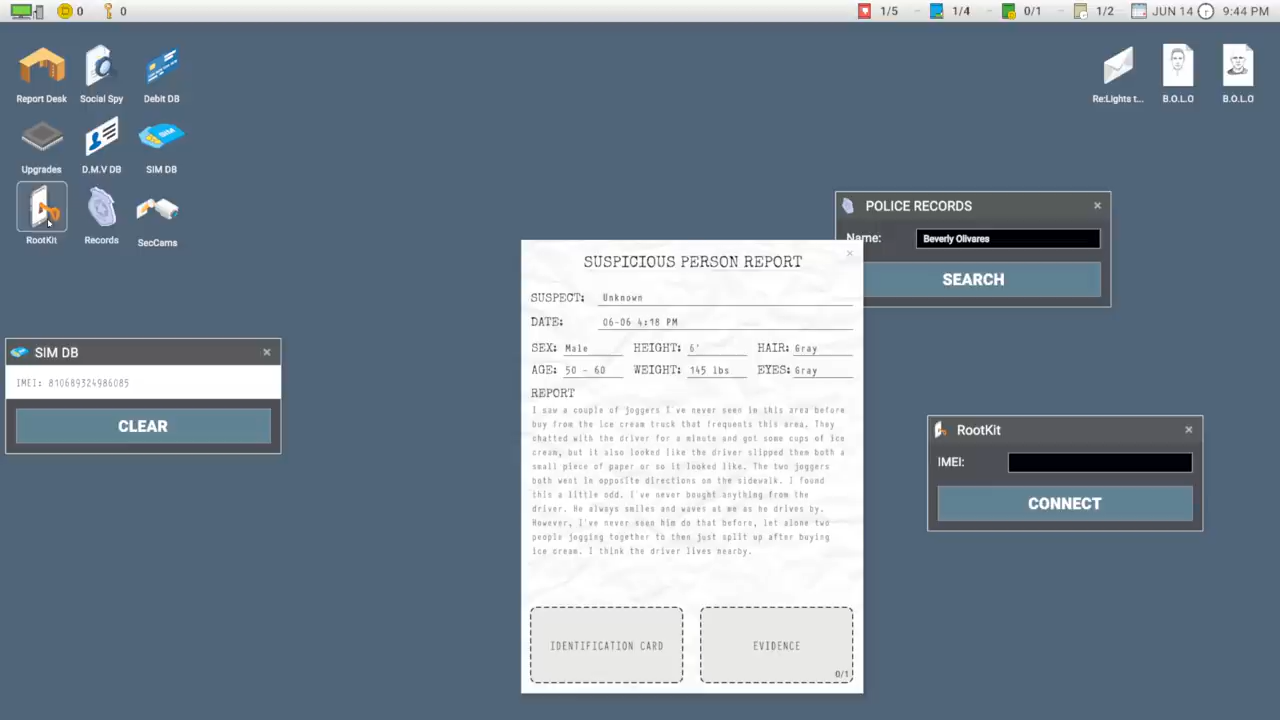 0 0 1/5 1/4 0/1 1/2 JUN 14 9:44 PM
Report Desk Social Spy Debit DB
Re:Lights t... B.O.L.O B.O.L.O
Upgrades D.M.V DB SIM DB
RootKit Records SecCams
POLICE RECORDS
Name: Beverly Olivares
SEARCH
SUSPICIOUS PERSON REPORT
SUSPECT: Unknown
DATE: 06-06 4:18 PM
SEX: Male HEIGHT: 6' HAIR: Gray
AGE: 50 - 60 WEIGHT: 145 lbs EYES: Gray
REPORT
I saw a couple of joggers I've never seen in this area before
buy from the ice cream truck that frequents this area. They
chatted with the driver for a minute and got some cups of ice
cream, but it also looked like the driver slipped them both a
small piece of paper or so it looked like. The two joggers
both went in opposite directions on the sidewalk. I found
this a little odd. I've never bought anything from the
driver. He always smiles and waves at me as he drives by.
However, I've never seen him do that before, let alone two
people jogging together to then just split up after buying
ice cream. I think the driver lives nearby.
IDENTIFICATION CARD
EVIDENCE
0/1
SIM DB
IMEI: 810689324986085
CLEAR
RootKit
IMEI:
CONNECT